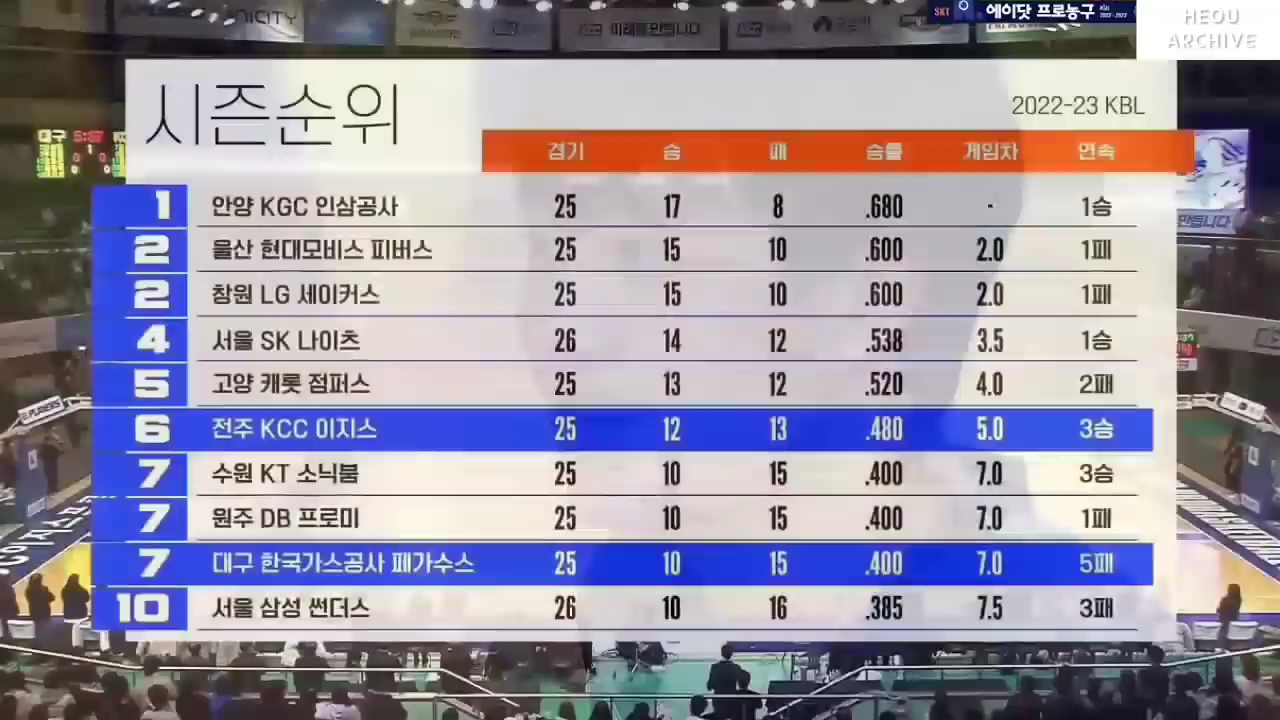 SKT 에이닷 프로농구
HEOU
ARCHIVE
미래를 만듭니다
시즌순위
2022-23 KBL
경기 승 패 승률 게임차 연속
1 안양 KGC 인삼공사 25 17 8 .680 - 1승
2 울산 현대모비스 피버스 25 15 10 .600 2.0 1패
2 창원 LG 세이커스 25 15 10 .600 2.0 1패
4 서울 SK 나이츠 26 14 12 .538 3.5 1승
5 고양 캐롯 점퍼스 25 13 12 .520 4.0 2패
6 전주 KCC 이지스 25 12 13 .480 5.0 3승
7 수원 KT 소닉붐 25 10 15 .400 7.0 3승
7 원주 DB 프로미 25 10 15 .400 7.0 1패
7 대구 한국가스공사 페가수스 25 10 15 .400 7.0 5패
10 서울 삼성 썬더스 26 10 16 .385 7.5 3패